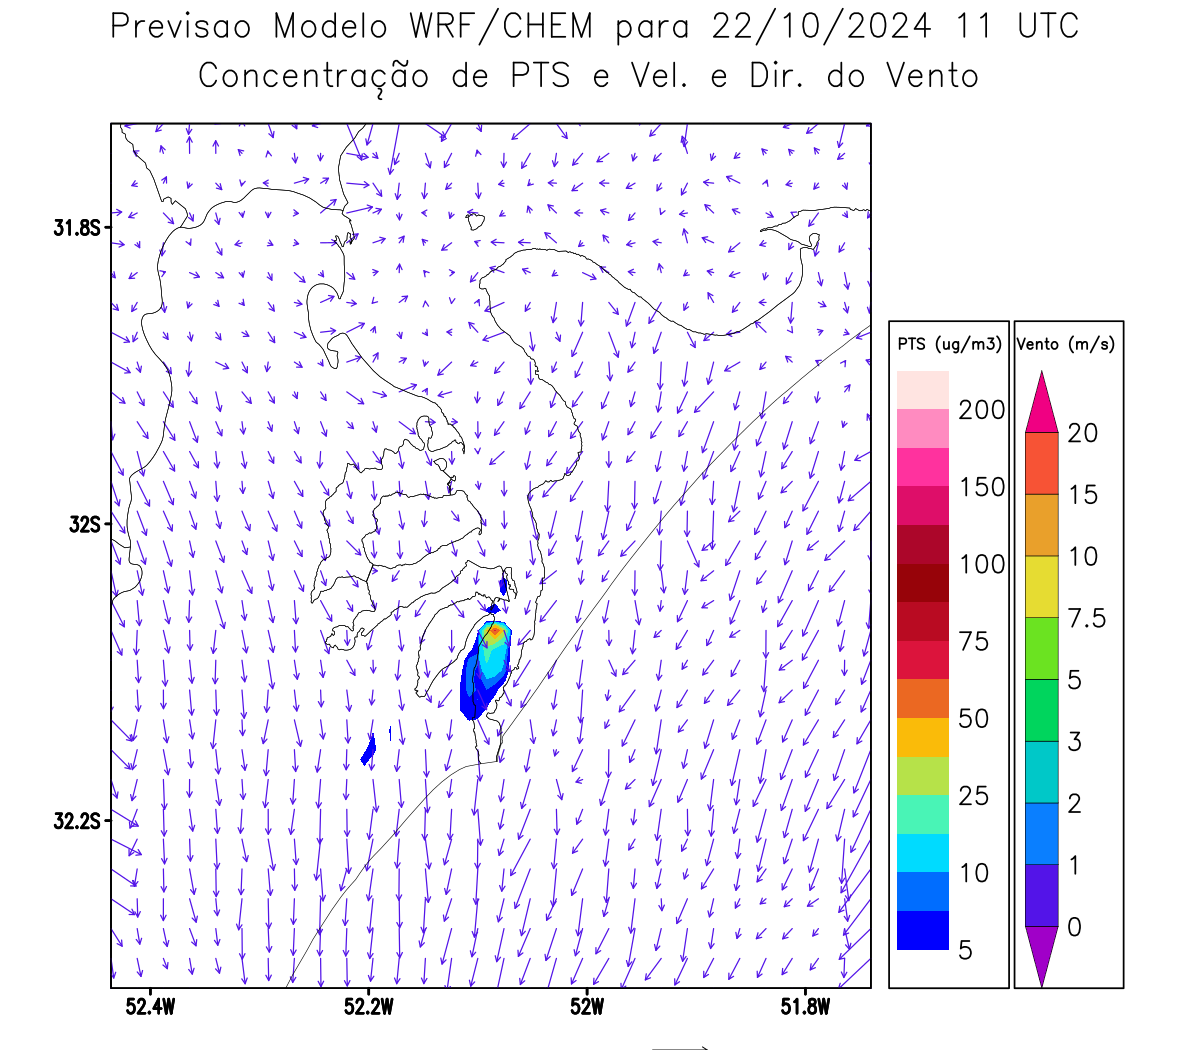 Previsao Modelo WRF/CHEM para 22/10/2024 11 UTC
Concentração de PTS e Vel. e Dir. do Vento
31.8S
32S
32.2S
52.4W
52.2W
52W
51.8W
PTS (ug/m3)
200
150
100
75
50
25
10
5
Vento (m/s)
20
15
10
7.5
5
3
2
1
0